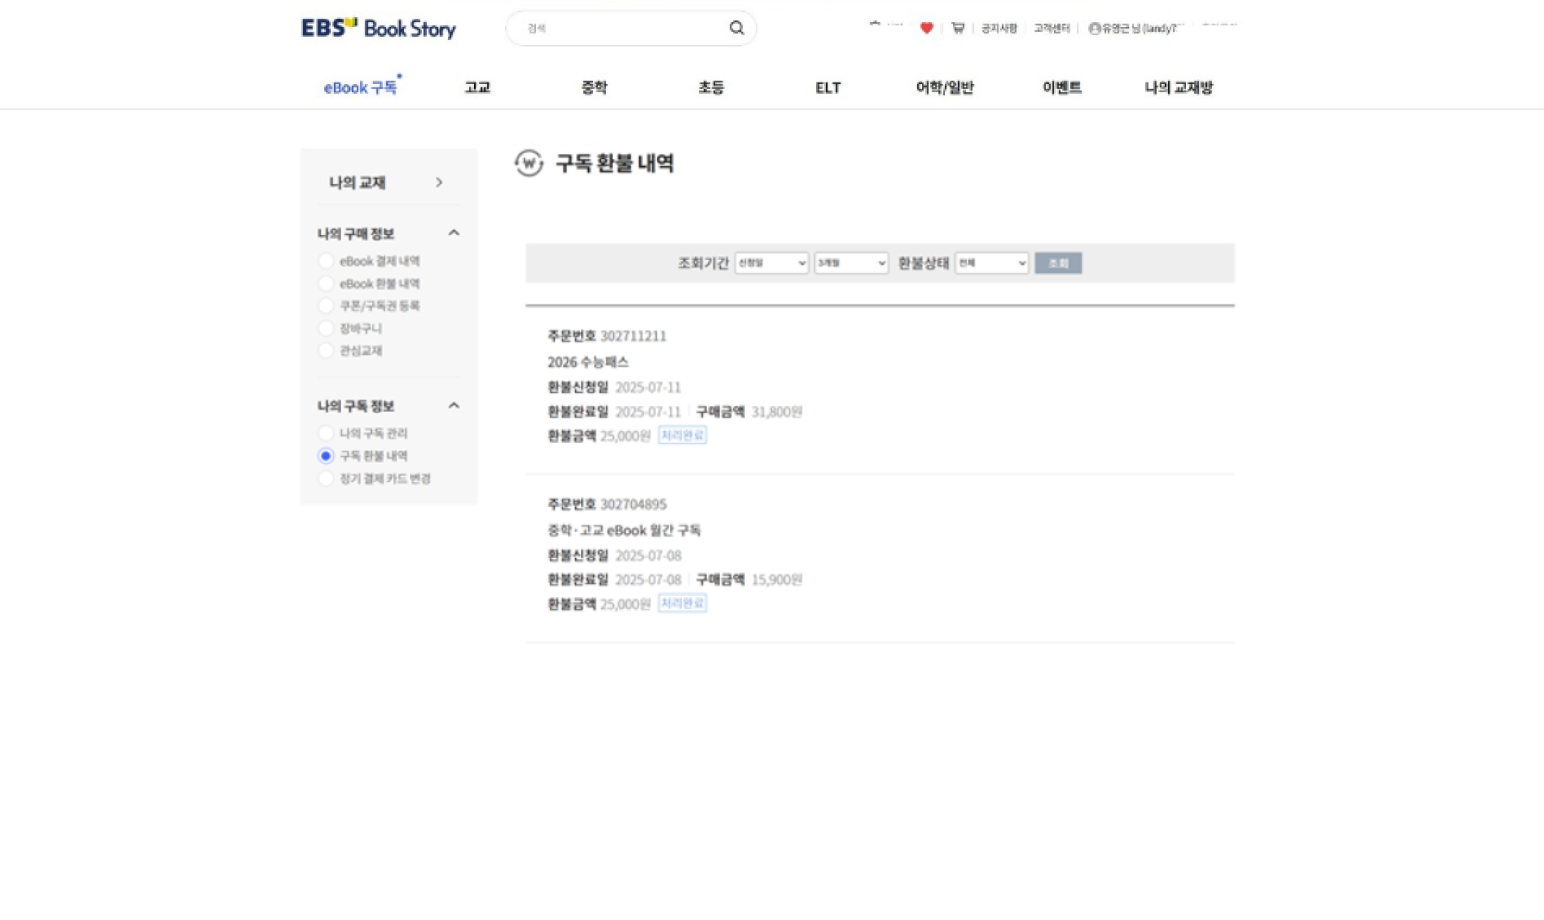 EBS Book Story
검색
공지사항
고객센터
유영근 님 (landy7
eBook 구독
고교
중학
초등
ELT
어학/일반
이벤트
나의 교재방
나의 교재
나의 구매 정보
eBook 결제 내역
eBook 환불 내역
쿠폰/구독권 등록
장바구니
관심교재
나의 구독 정보
나의 구독 관리
구독 환불 내역
정기 결제 카드 변경
구독 환불 내역
조회기간 신청일 3개월 환불상태 전체 조회
주문번호 302711211
2026 수능패스
환불신청일 2025-07-11
환불완료일 2025-07-11 구매금액 31,800원
환불금액 25,000원 처리완료
주문번호 302704895
중학·고교 eBook 월간 구독
환불신청일 2025-07-08
환불완료일 2025-07-08 구매금액 15,900원
환불금액 25,000원 처리완료